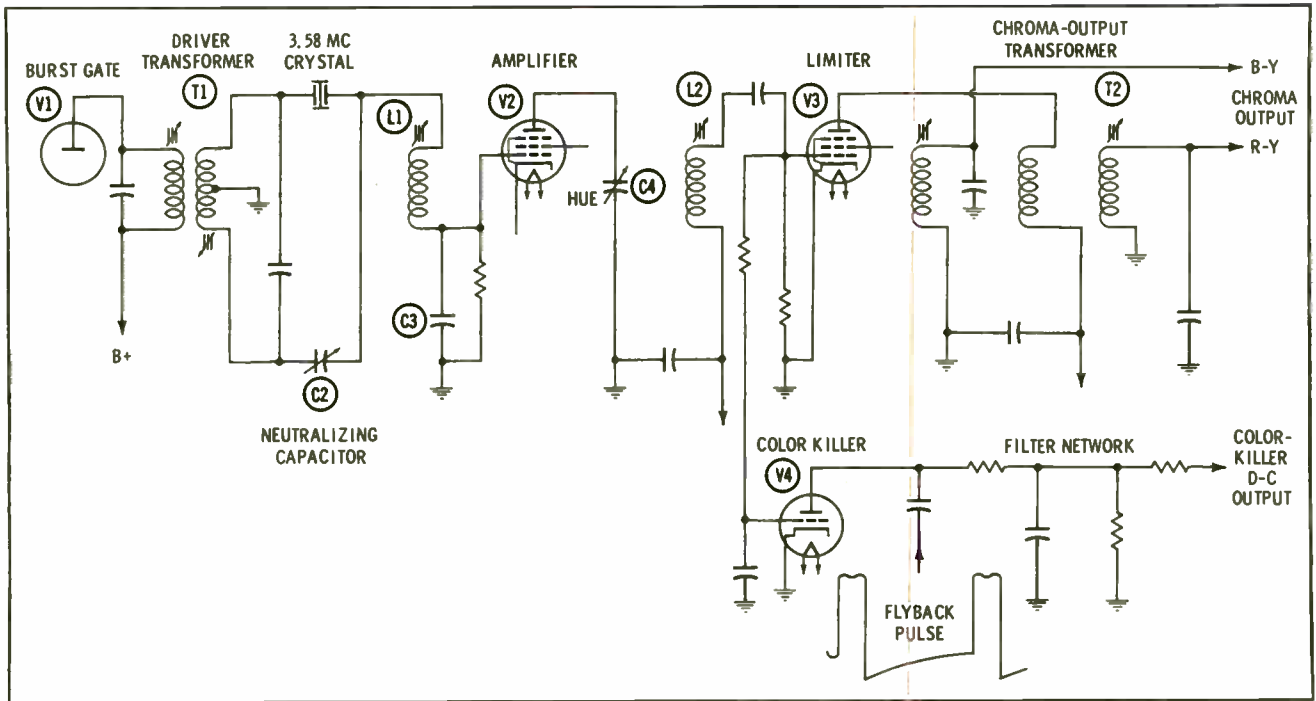 BURST GATE
V1
DRIVER
TRANSFORMER
T1
3.58 MC
CRYSTAL
L1
AMPLIFIER
V2
HUE
C4
L2
LIMITER
V3
CHROMA-OUTPUT
TRANSFORMER
T2
B-Y
CHROMA
OUTPUT
R-Y
B+
C2
NEUTRALIZING
CAPACITOR
C3
COLOR KILLER
V4
FILTER NETWORK
COLOR-
KILLER
D-C
OUTPUT
FLYBACK
PULSE